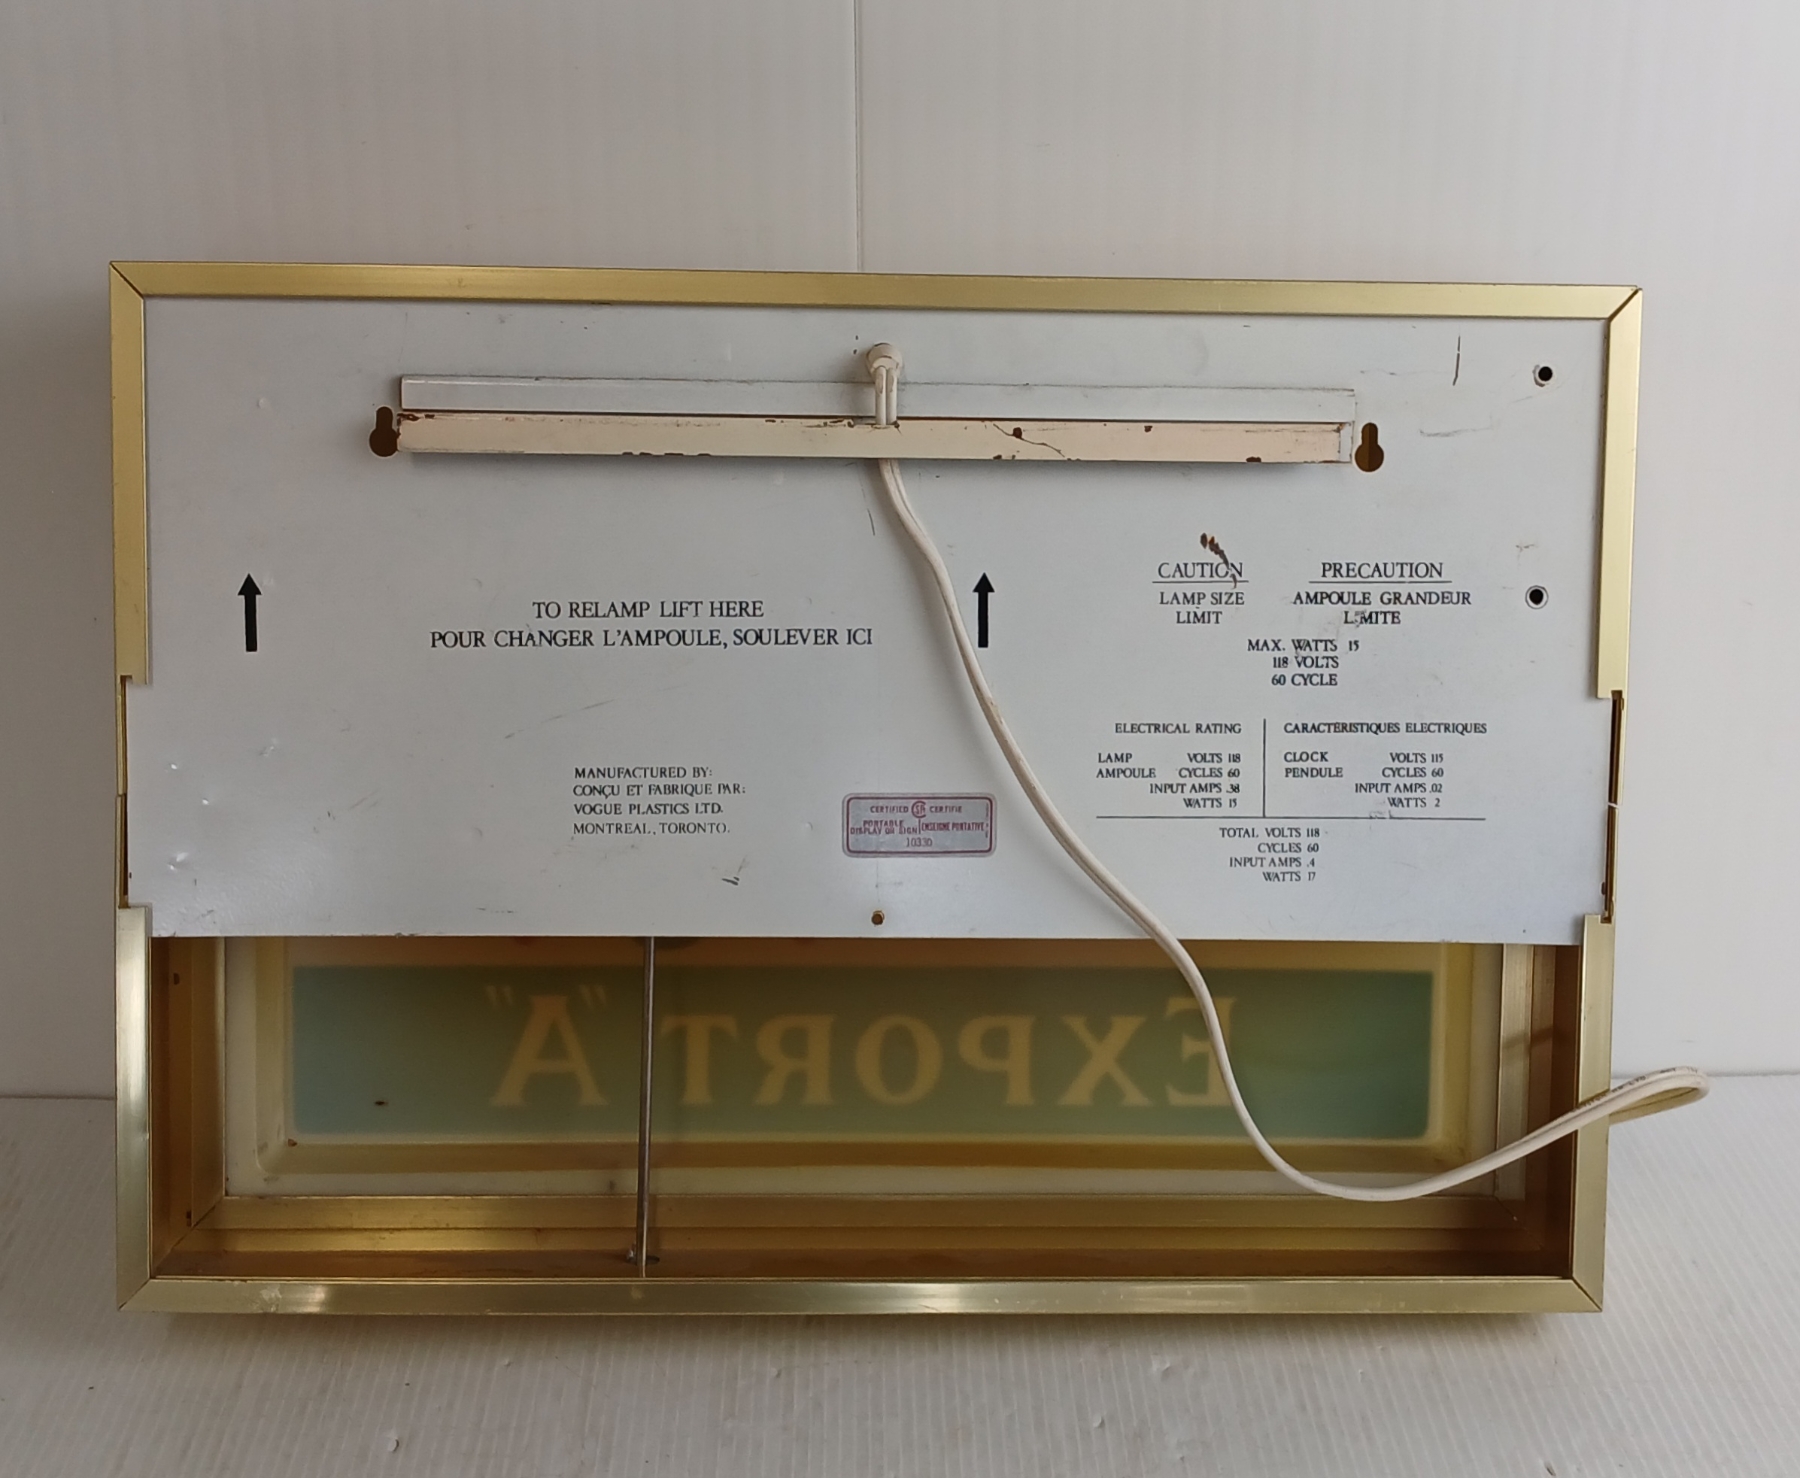 CAUTION
LAMP SIZE
LIMIT
PRECAUTION
AMPOULE GRANDEUR
LIMITE
MAX. WATTS 15
118 VOLTS
60 CYCLE
TO RELAMP LIFT HERE
POUR CHANGER L'AMPOULE, SOULEVER ICI
ELECTRICAL RATING
LAMP VOLTS 118
AMPOULE CYCLES 60
INPUT AMPS .38
WATTS 15
CARACTÉRISTIQUES ELECTRIQUES
CLOCK VOLTS 115
PENDULE CYCLES 60
INPUT AMPS .02
WATTS 2
TOTAL VOLTS 118
CYCLES 60
INPUT AMPS .4
WATTS 17
MANUFACTURED BY:
CONÇU ET FABRIQUE PAR:
VOGUE PLASTICS LTD.
MONTREAL, TORONTO.
CERTIFIED SA CERTIFIE
PORTABLE
DISPLAY OR SIGN
ENSEIGNE PORTATIVE
10330
EXPORT "A"